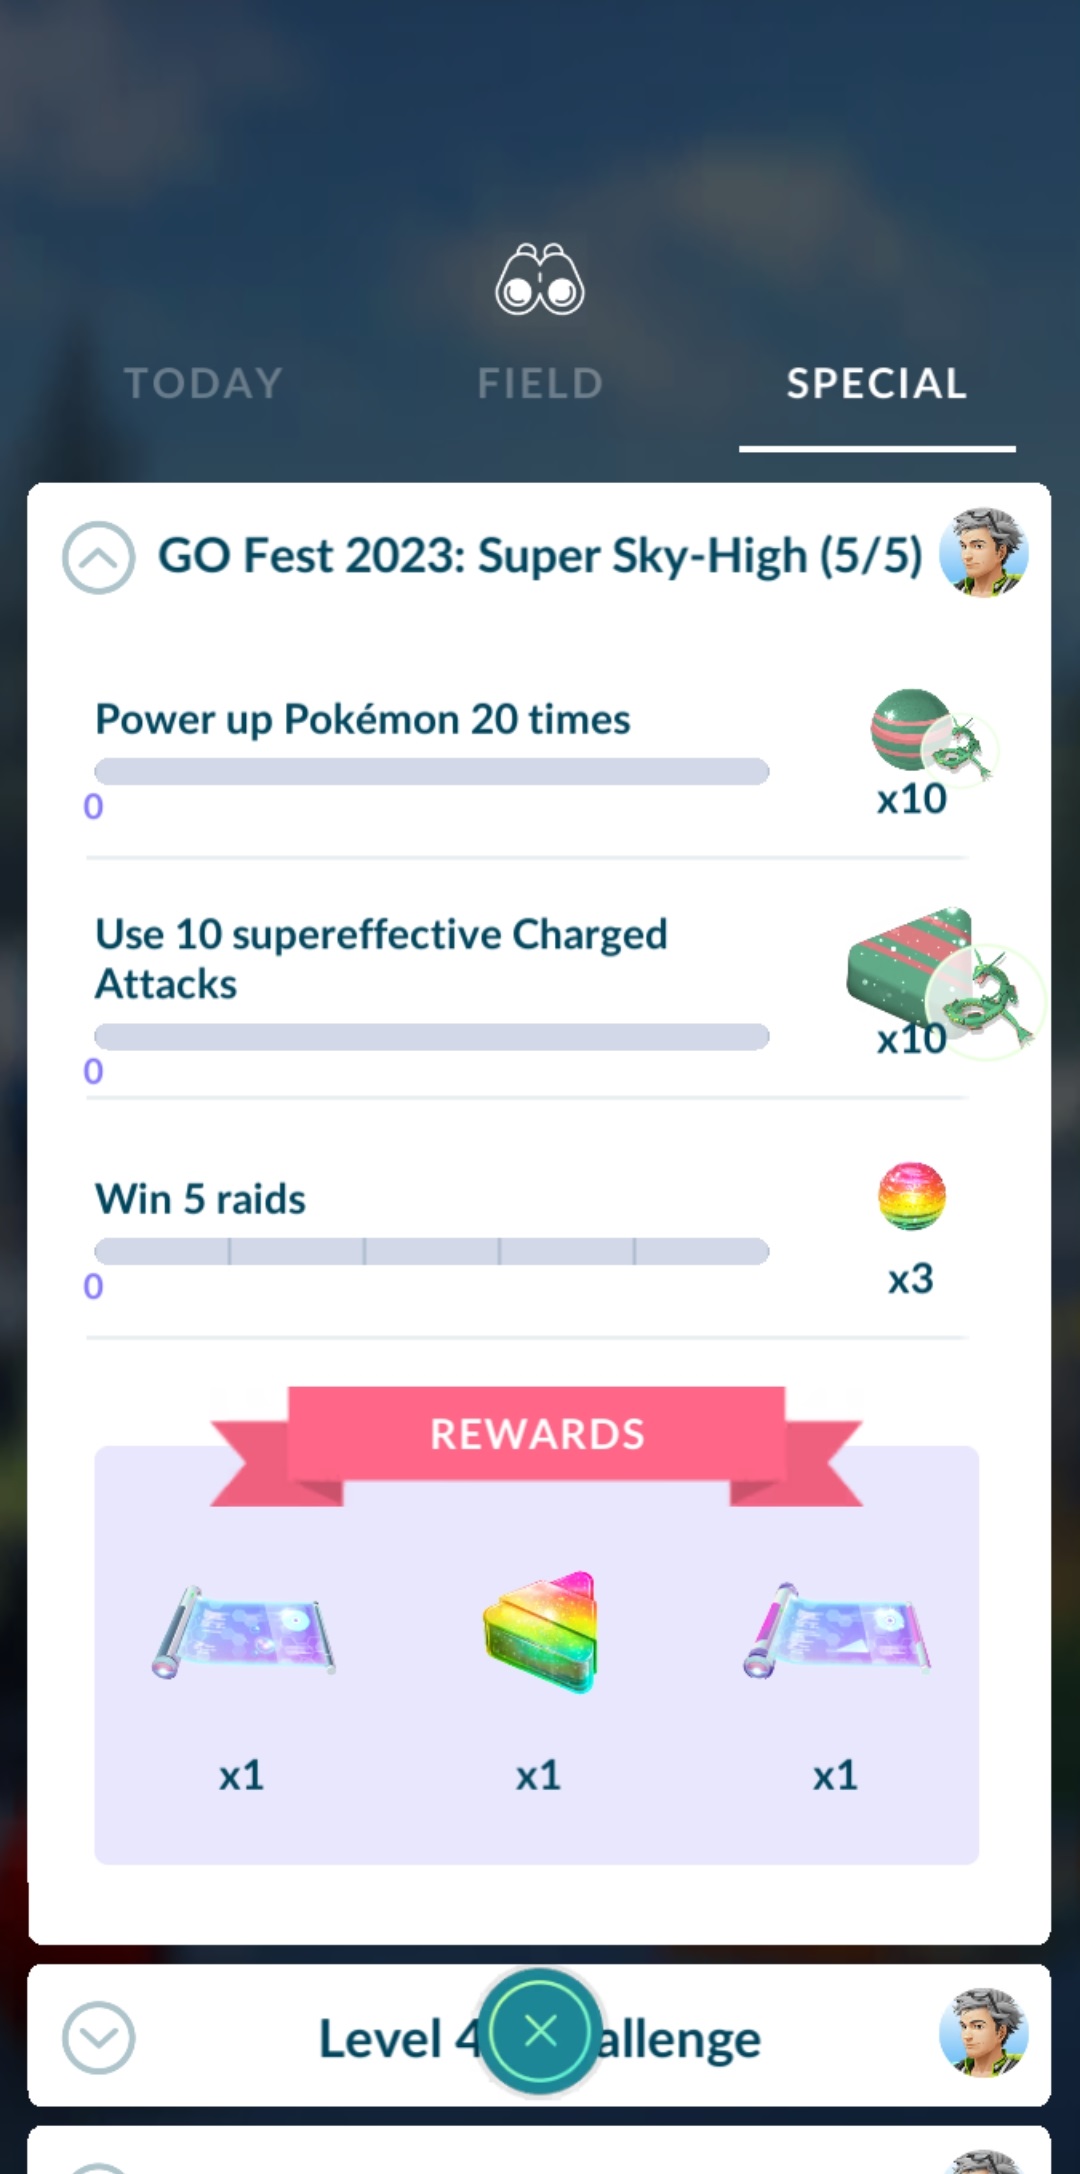 TODAY
FIELD
SPECIAL
GO Fest 2023: Super Sky-High (5/5)
Power up Pokémon 20 times
0
x10
Use 10 supereffective Charged
Attacks
0
x10
Win 5 raids
0
x3
REWARDS
x1
x1
x1
Level 4 allenge